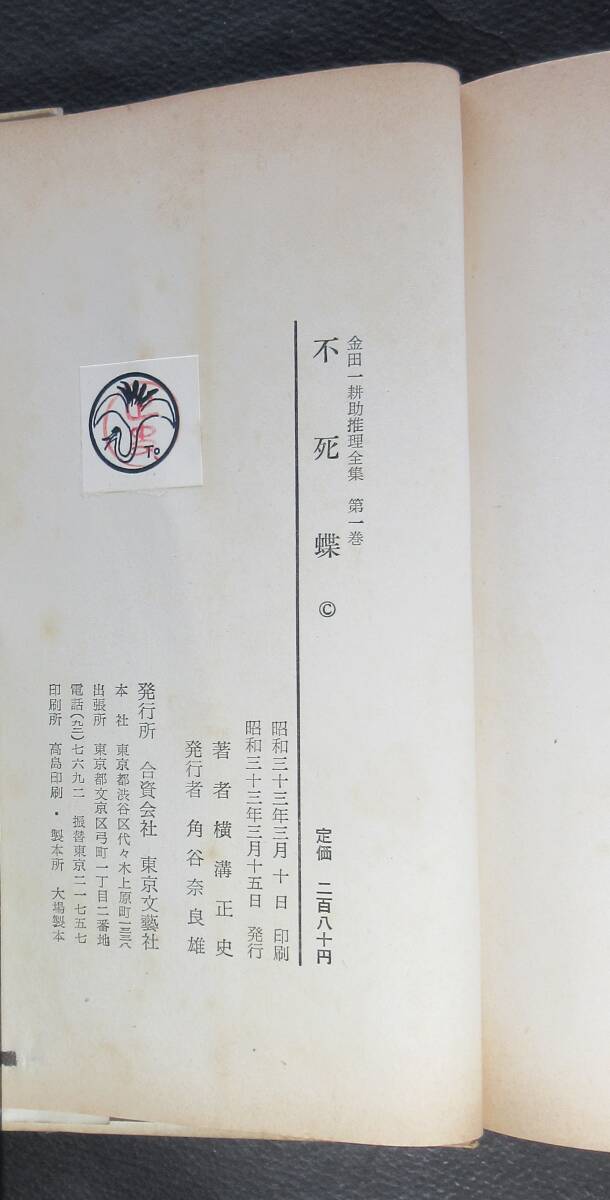 金田一耕助推理全集 第一巻
不死蝶 ©
定価 二百八十円
昭和三十三年三月十日 印刷
昭和三十三年三月十五日 発行
著者 横溝正史
発行者 角谷奈良雄
発行所 合資会社 東京文藝社
本社 東京都渋谷区代々木上原町一三三八
出張所 東京都文京区弓町一丁目二番地
電話(九二)七六九二 振替東京二一七五七
印刷所 高島印刷・製本所 大場製本
T.